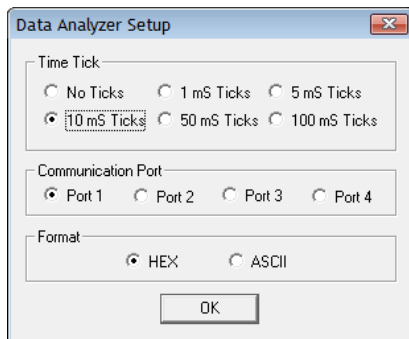 Data Analyzer Setup
Time Tick
No Ticks 1 mS Ticks 5 mS Ticks
10 mS Ticks 50 mS Ticks 100 mS Ticks
Communication Port
Port 1 Port 2 Port 3 Port 4
Format
HEX ASCII
OK